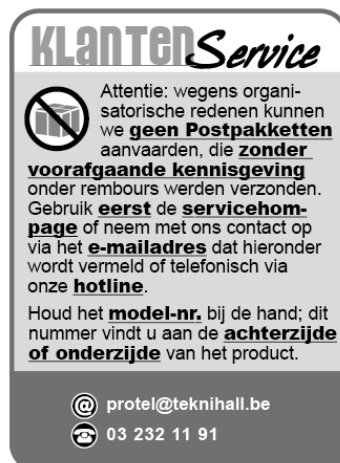 KLANTEN Service
Attentie: wegens organi-
satorische redenen kunnen
we geen Postpakketten
aanvaarden, die zonder
voorafgaande kennisgeving
onder rembours werden verzonden.
Gebruik eerst de servicehom-
page of neem met ons contact op
via het e-mailadres dat hieronder
wordt vermeld of telefonisch via
onze hotline.
Houd het model-nr. bij de hand; dit
nummer vindt u aan de achterzijde
of onderzijde van het product.
@ protel@teknihall.be
03 232 11 91